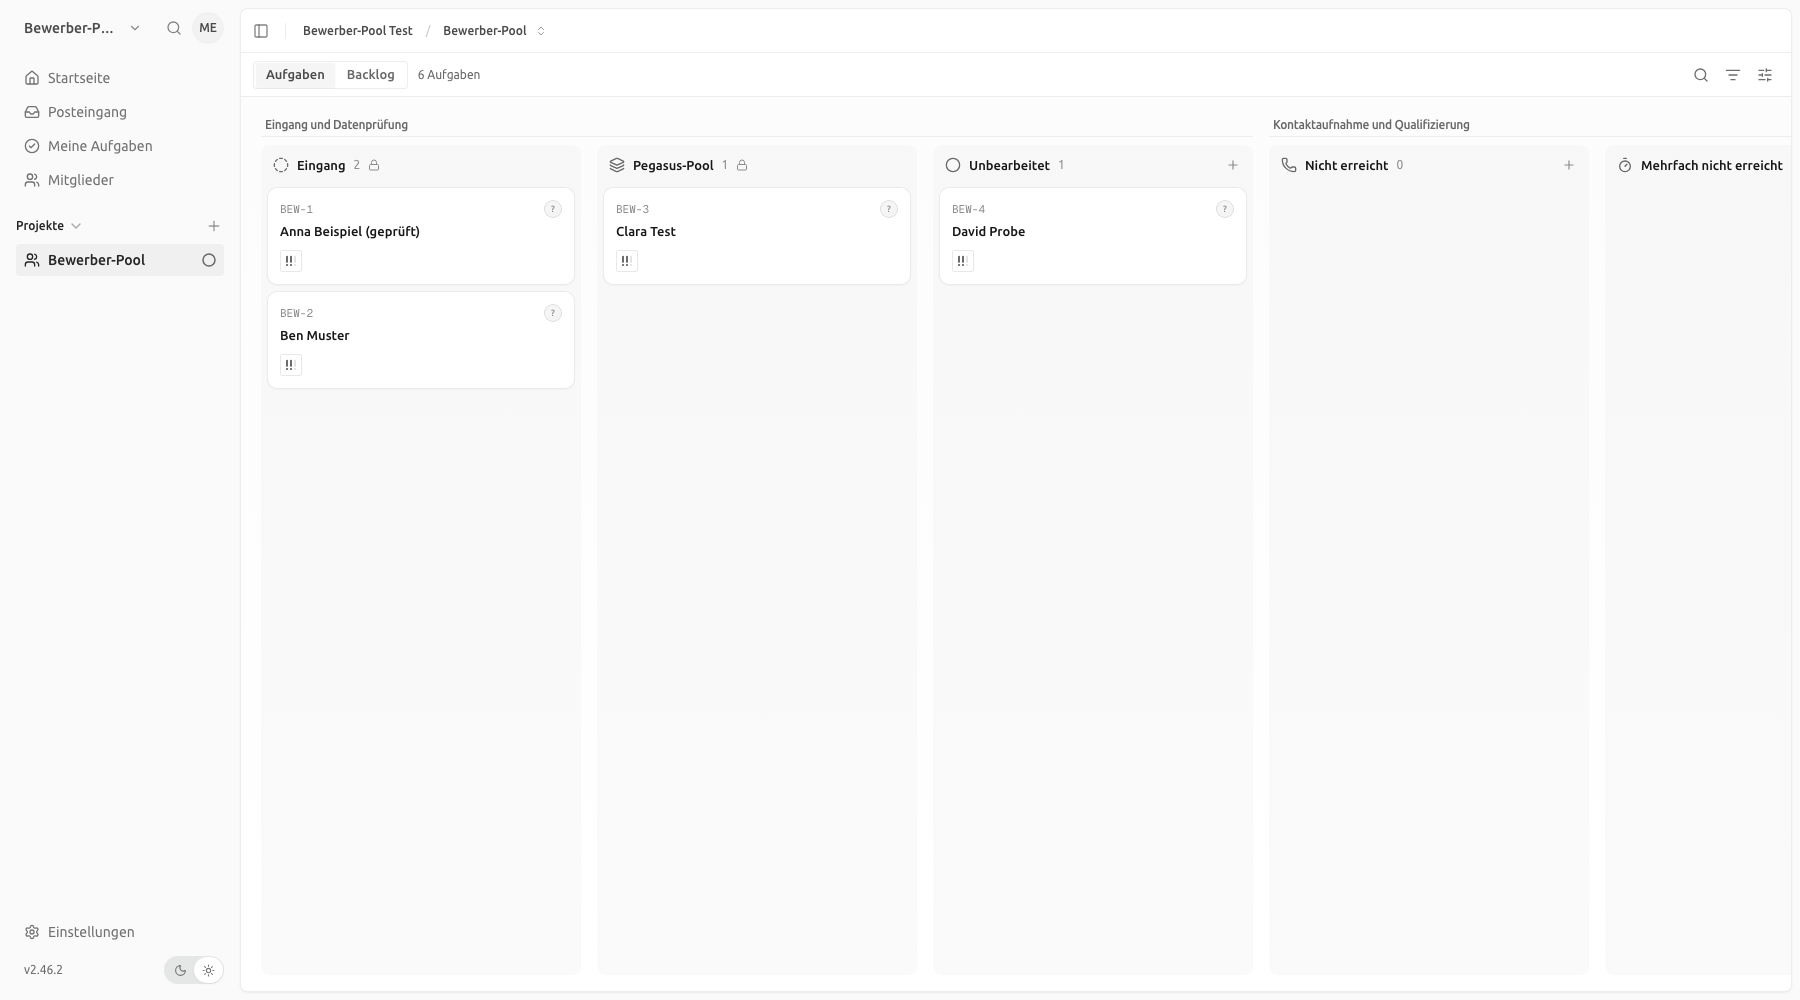 Bewerber-P...
ME
Startseite
Posteingang
Meine Aufgaben
Mitglieder
Projekte
Bewerber-Pool
Einstellungen
v2.46.2
Bewerber-Pool Test / Bewerber-Pool
Aufgaben Backlog 6 Aufgaben
Eingang und Datenprüfung
Eingang 2
BEW-1 ?
Anna Beispiel (geprüft)
!!!
BEW-2 ?
Ben Muster
!!!
Pegasus-Pool 1
BEW-3 ?
Clara Test
!!!
Unbearbeitet 1
BEW-4 ?
David Probe
!!!
Kontaktaufnahme und Qualifizierung
Nicht erreicht 0
Mehrfach nicht erreicht